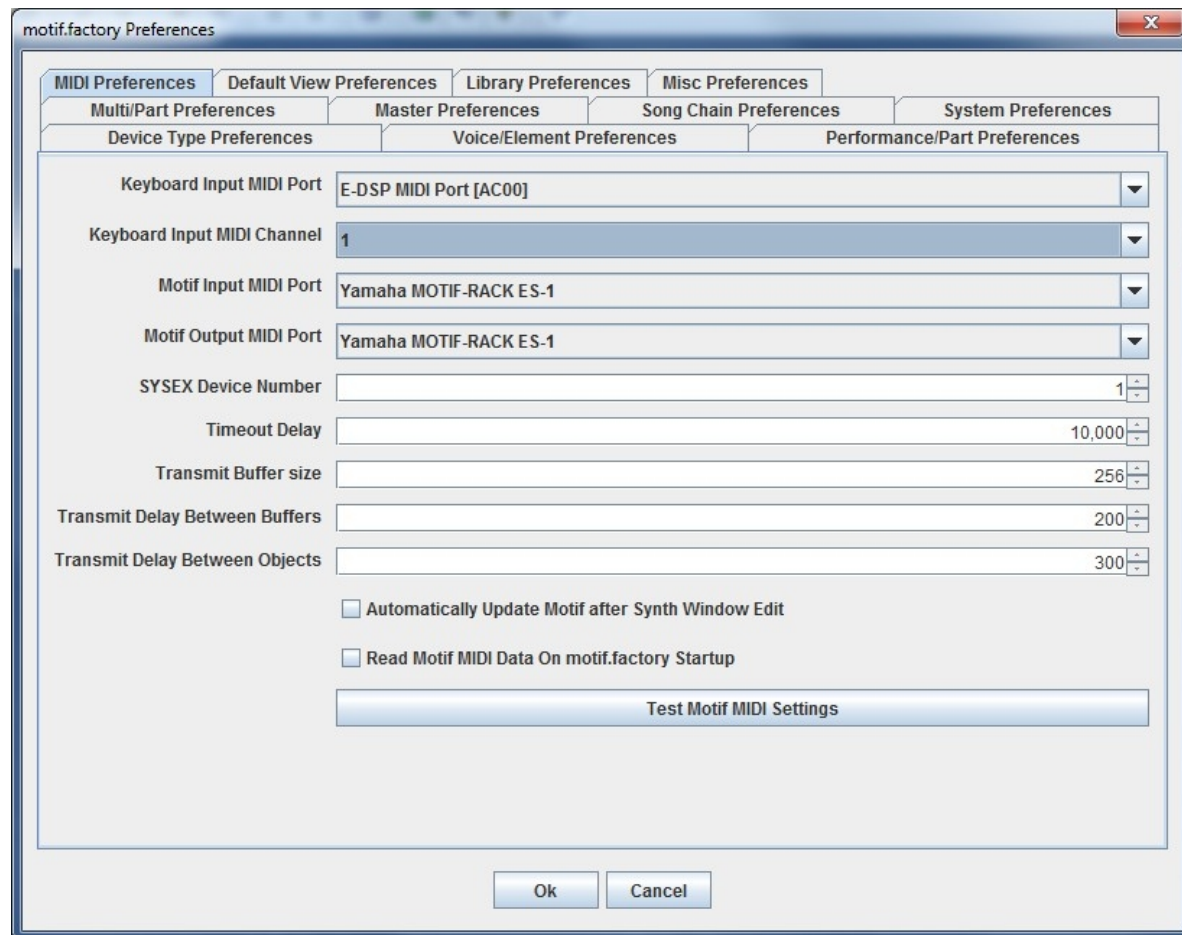 motif.factory Preferences
MIDI Preferences Default View Preferences Library Preferences Misc Preferences
Multi/Part Preferences Master Preferences Song Chain Preferences System Preferences
Device Type Preferences Voice/Element Preferences Performance/Part Preferences
Keyboard Input MIDI Port E-DSP MIDI Port [AC00]
Keyboard Input MIDI Channel 1
Motif Input MIDI Port Yamaha MOTIF-RACK ES-1
Motif Output MIDI Port Yamaha MOTIF-RACK ES-1
SYSEX Device Number 1
Timeout Delay 10,000
Transmit Buffer size 256
Transmit Delay Between Buffers 200
Transmit Delay Between Objects 300
Automatically Update Motif after Synth Window Edit
Read Motif MIDI Data On motif.factory Startup
Test Motif MIDI Settings
Ok Cancel